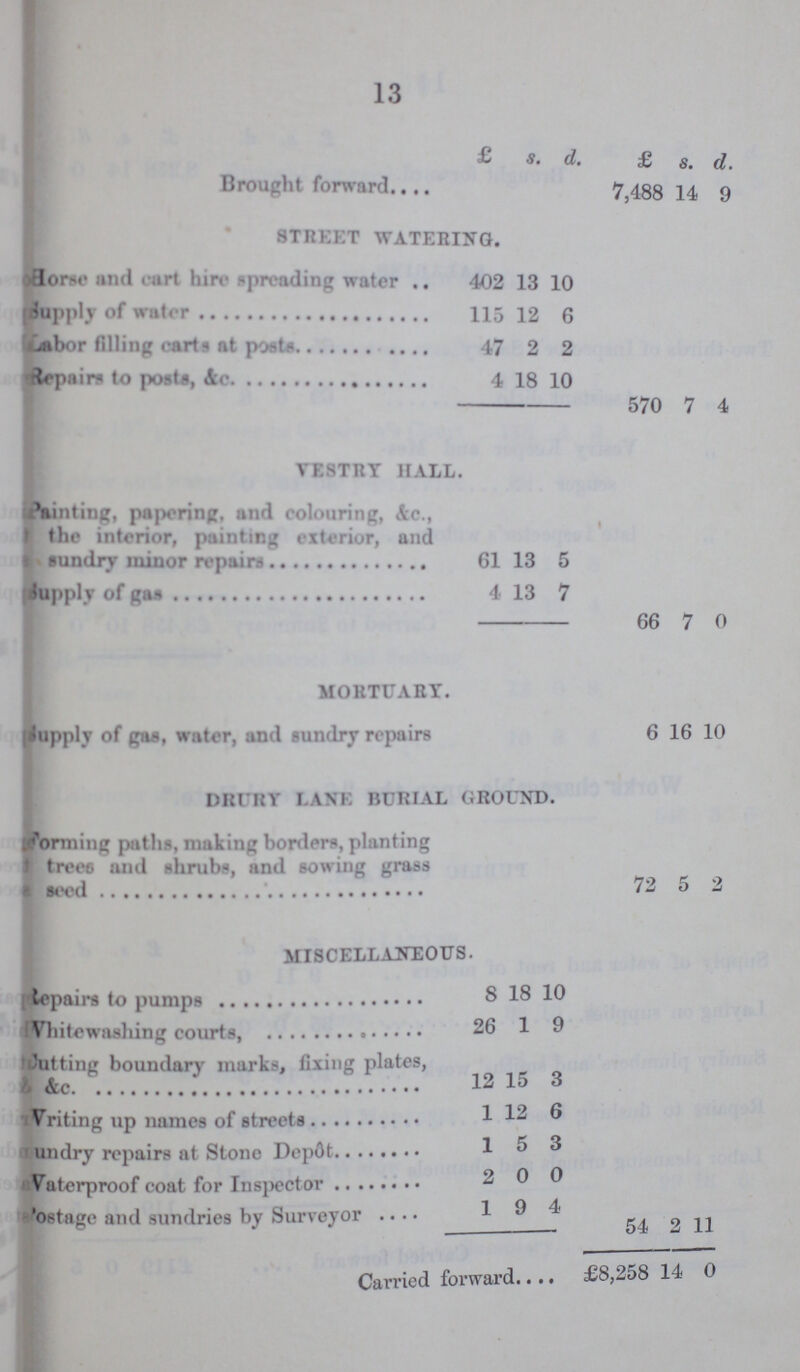 13
£ s. d. £ s. d.
Brought forward.... 7,488 14 9
STREET WATERING.
Horse and cart hire spreading water .. 402 13 10
Supply of water .................... 115 12 6
Labor filling carts at posts............ 47 2 2
Repairs to posts, &c. ................ 4 18 10
570 7 4
VESTRY HALL.
Painting, papering, and colouring, &c.,
the interior, painting exterior, and
sundry minor repairs .............. 61 13 5
Supply of gas ...................... 4 13 7
66 7 0
MORTUARY.
Supply of gas, water, and sundry repairs 6 16 10
DRURY LANE BURIAL GROUND.
Forming paths, making borders, planting
trees and shrubs, and sowing grass
seed ............................ 72 5 2
MISCELLANEOUS.
Repairs to pumps .................. 8 18 10
Whitewashing courts, .............. 26 1 9
Cutting boundary marks, fixing plates,
&c. .............................. 12 15 3
Writing up names of streets .......... 1 12 6
Sundry repairs at Stone Depôt........ 1 5 3
Waterproof coat for Inspector ........ 2 0 0
Postage and sundries by Surveyor .... 1 9 4
54 2 11
Carried forward.... £8,258 14 0